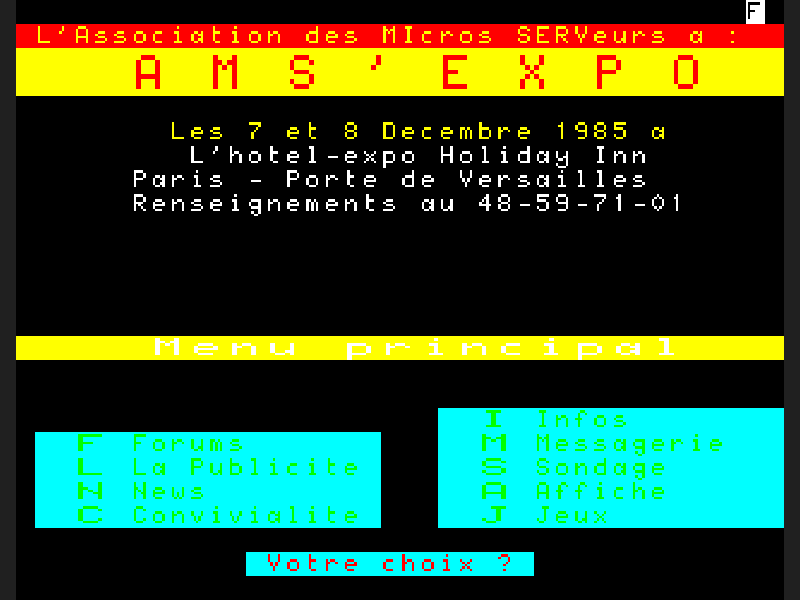 F
L'Association des MIcros SERVeurs a :
A M S ' E X P O
Les 7 et 8 Decembre 1985 a
L'hotel-expo Holiday Inn
Paris - Porte de Versailles
Renseignements au 48-59-71-01
Menu principal
F Forums
L La Publicite
N News
C Convivialite
I Infos
M Messagerie
S Sondage
A Affiche
J Jeux
Votre choix ?